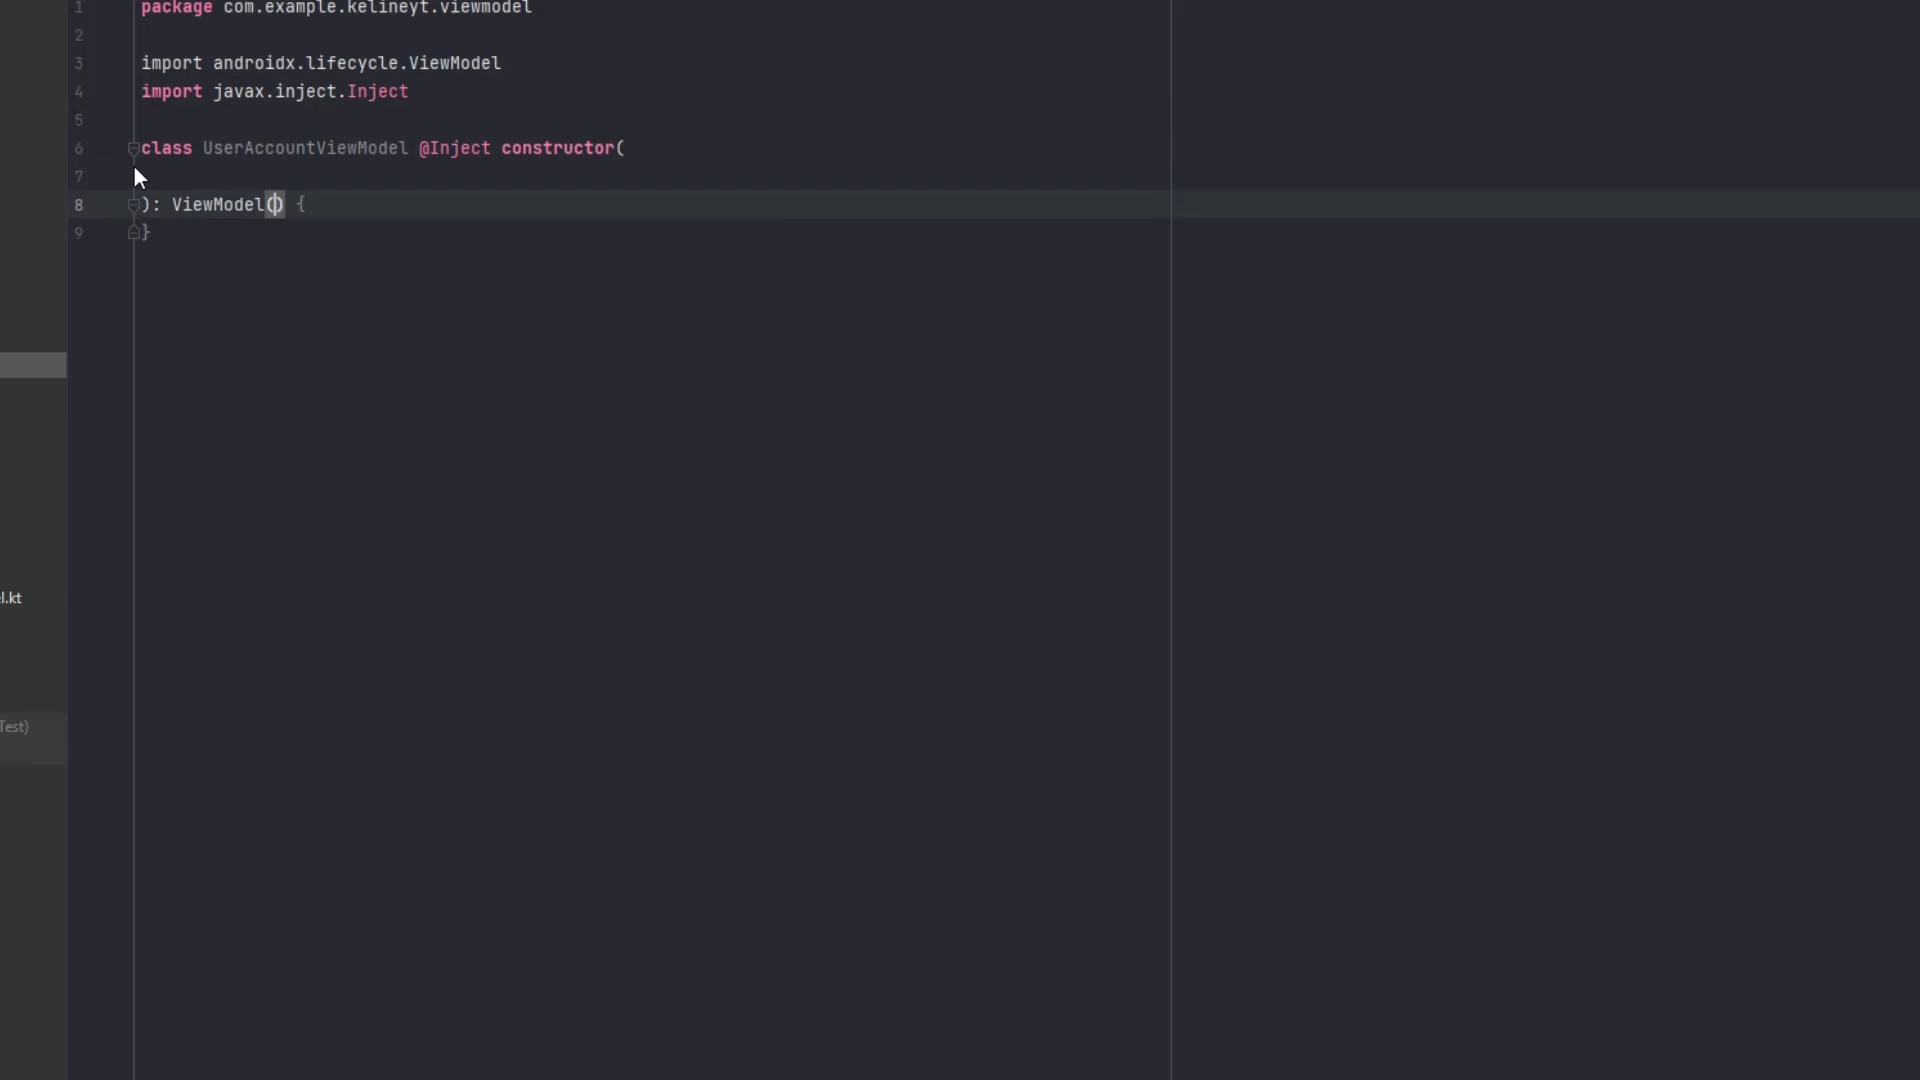 1 package com.example.kelineyt.viewmodel
2
3 import androidx.lifecycle.ViewModel
4 import javax.inject.Inject
5
6 class UserAccountViewModel @Inject constructor(
7
8 ): ViewModel() {
9 }
l.kt
Test)